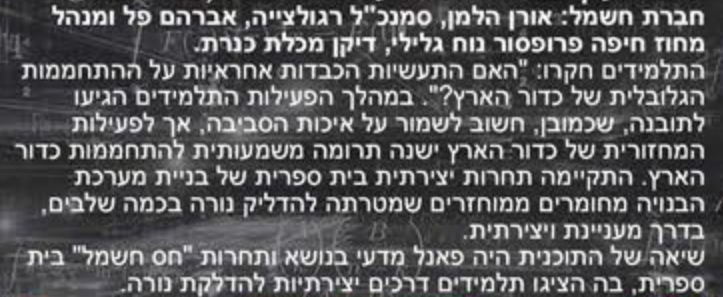 חברת חשמל: אורן הלמן, סמנכ"ל רגולצייה, אברהם פל ומנהל
מחוז חיפה פרופסור נוח גלילי, דיקן מכלת כנרת.
התלמידים חקרו: "האם התעשיות הכבדות אחראיות על ההתחממות
הגלובלית של כדור הארץ?". במהלך הפעילות התלמידים הגיעו
לתובנה, שכמובן, חשוב לשמור על איכות הסביבה, אך לפעילות
המחזורית של כדור הארץ ישנה תרומה משמעותית להתחממות כדור
הארץ. התקיימה תחרות יצירתית בית ספרית של בניית מערכת
הבנויה מחומרים ממוחזרים שמטרתה להדליק נורה בכמה שלבים,
בדרך מעניינת ויצירתית.
שיאה של התוכנית היה פאנל מדעי בנושא ותחרות "on חשמל" בית
ספרית, בה הציגו תלמידים דרכים יצירתיות להדלקת נורה.